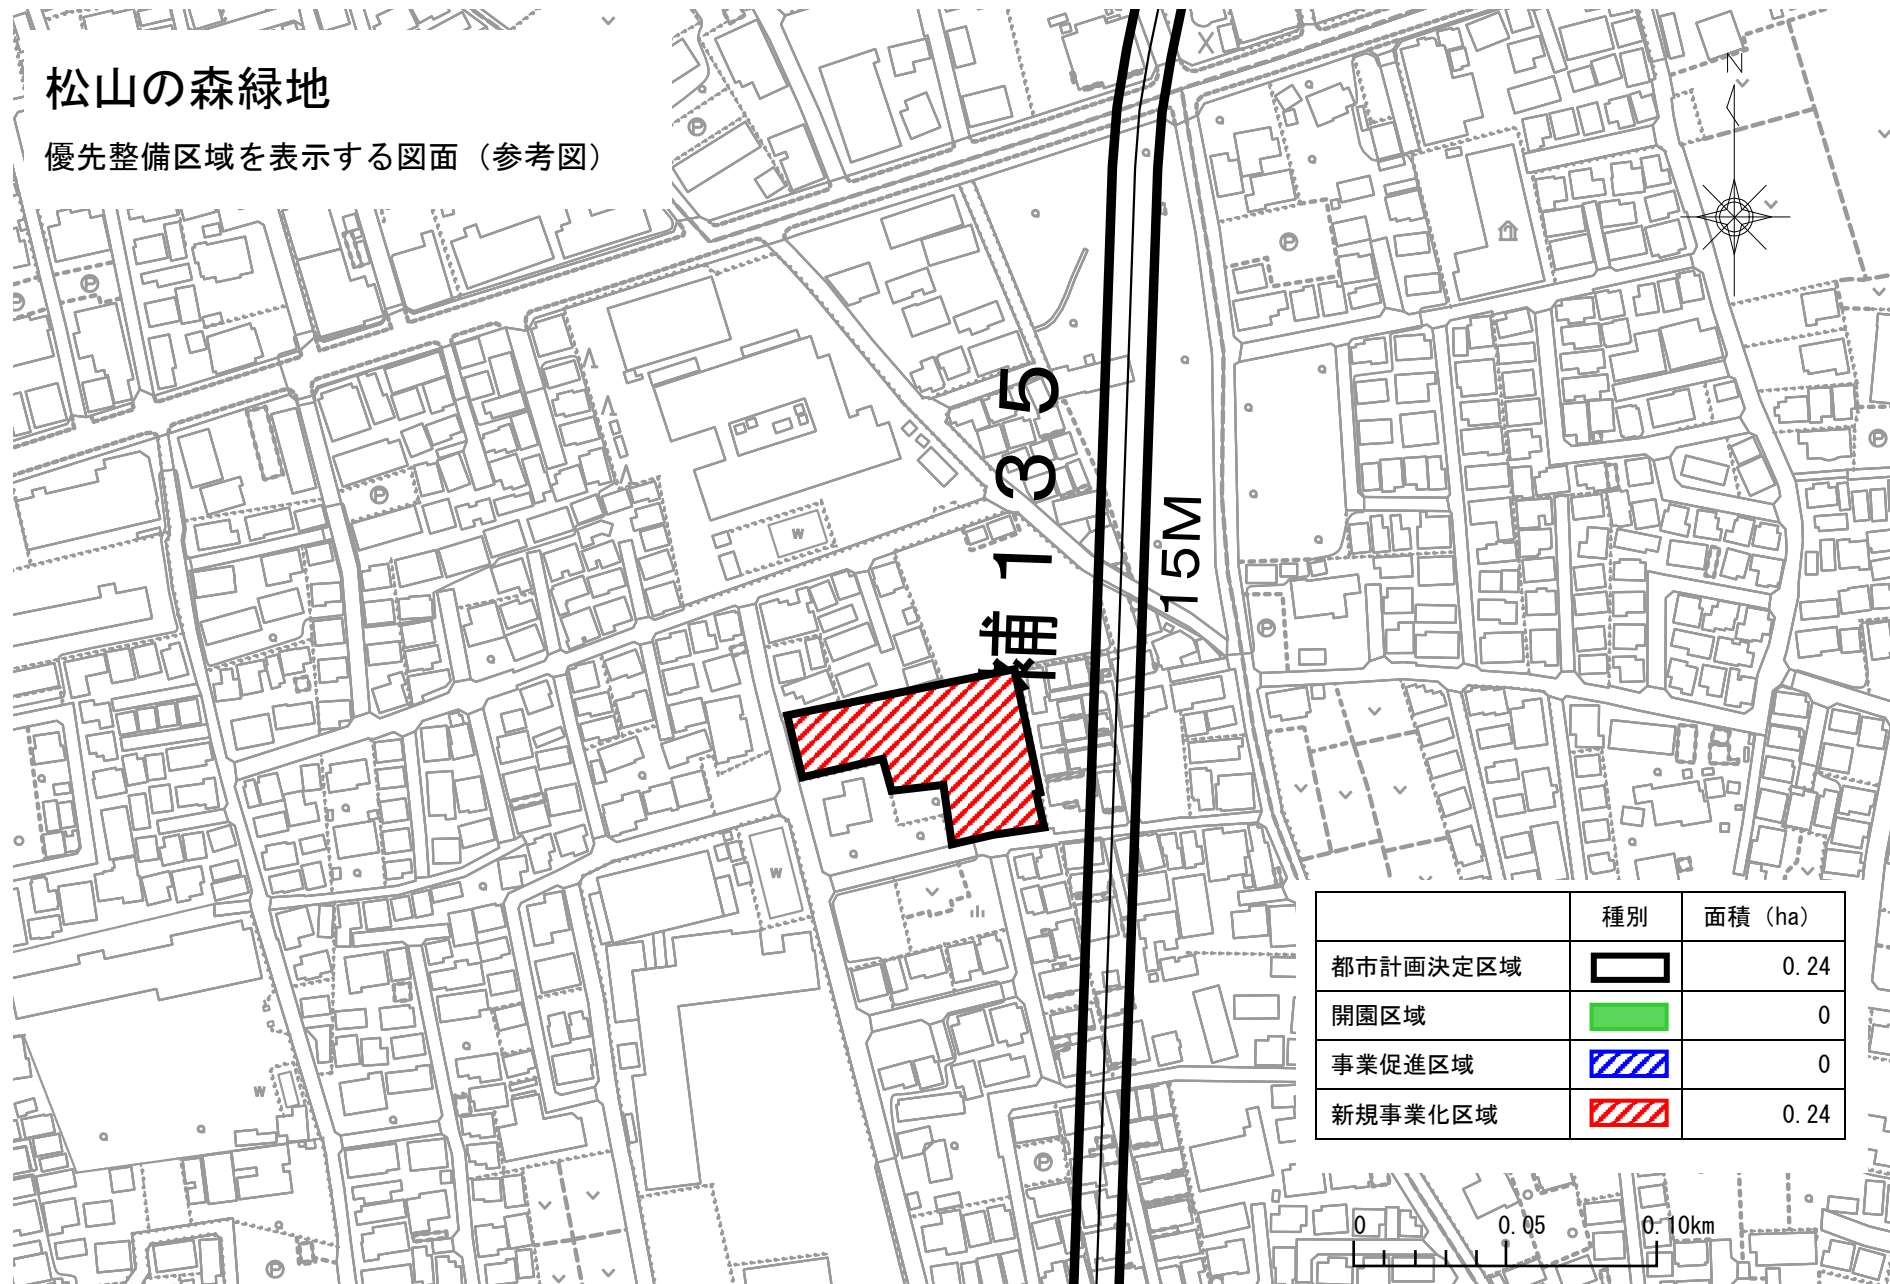 松山の森緑地
優先整備区域を表示する図面（参考図）
N
補１３５
15M
種別 面積（ha）
都市計画決定区域 0.24
開園区域 0
事業促進区域 0
新規事業化区域 0.24
0 0.05 0.10km